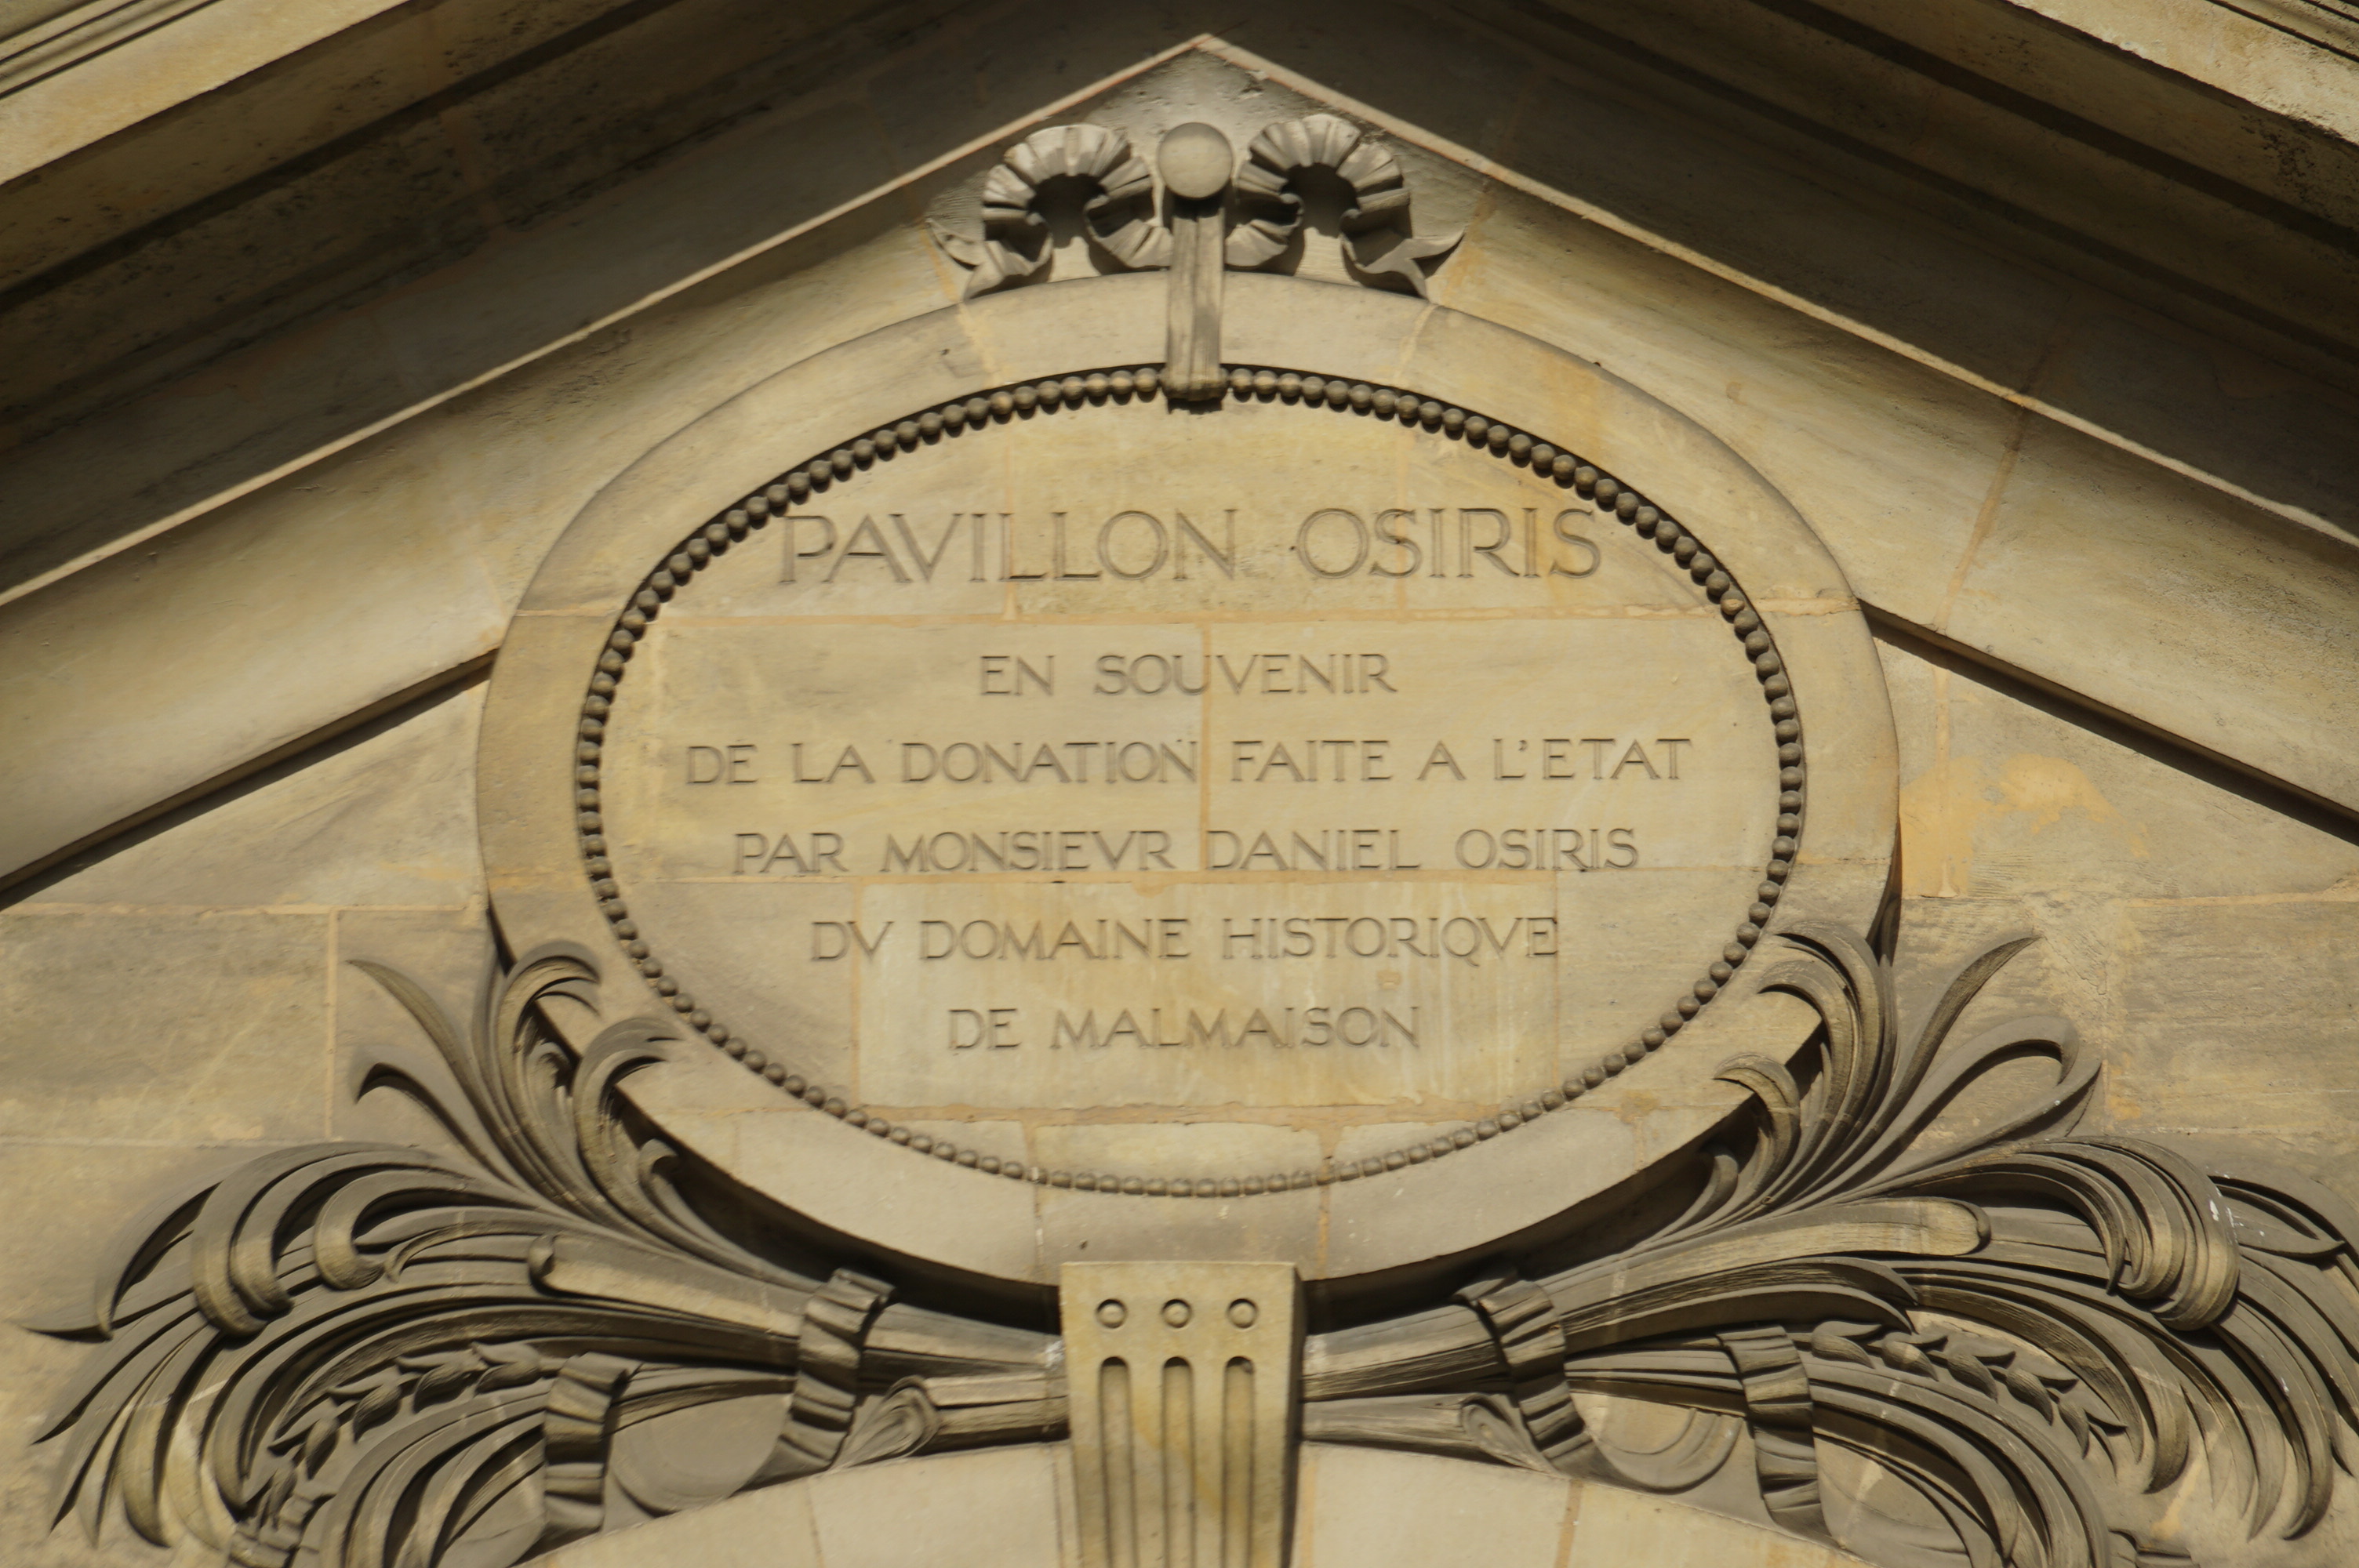 PAVILLON OSIRIS
EN SOUVENIR
DE LA DONATION FAITE A L'ETAT
PAR MONSIEVR DANIEL OSIRIS
DV DOMAINE HISTORIQVE
DE MALMAISON